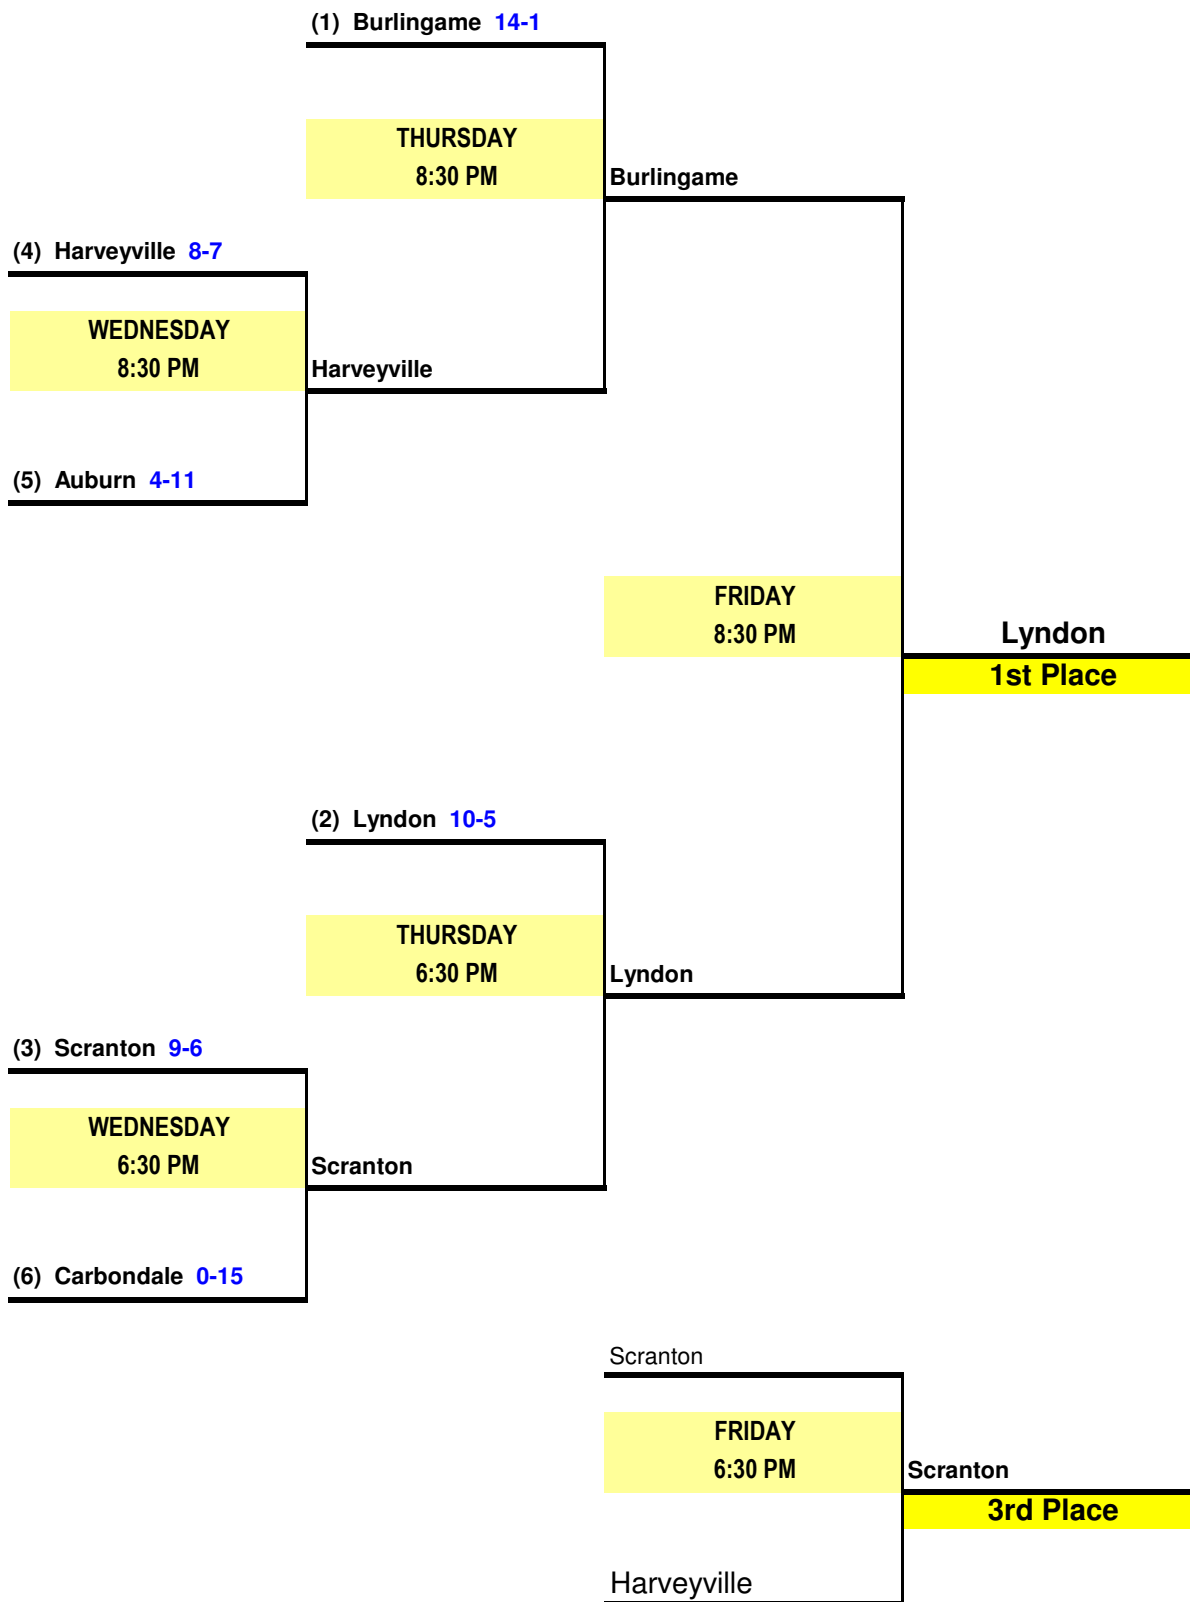 (1) Burlingame 14-1
THURSDAY
8:30 PM
Burlingame
(4) Harveyville 8-7
WEDNESDAY
8:30 PM
Harveyville
(5) Auburn 4-11
FRIDAY
8:30 PM
Lyndon
1st Place
(2) Lyndon 10-5
THURSDAY
6:30 PM
Lyndon
(3) Scranton 9-6
WEDNESDAY
6:30 PM
Scranton
(6) Carbondale 0-15
Scranton
FRIDAY
6:30 PM
Scranton
3rd Place
Harveyville